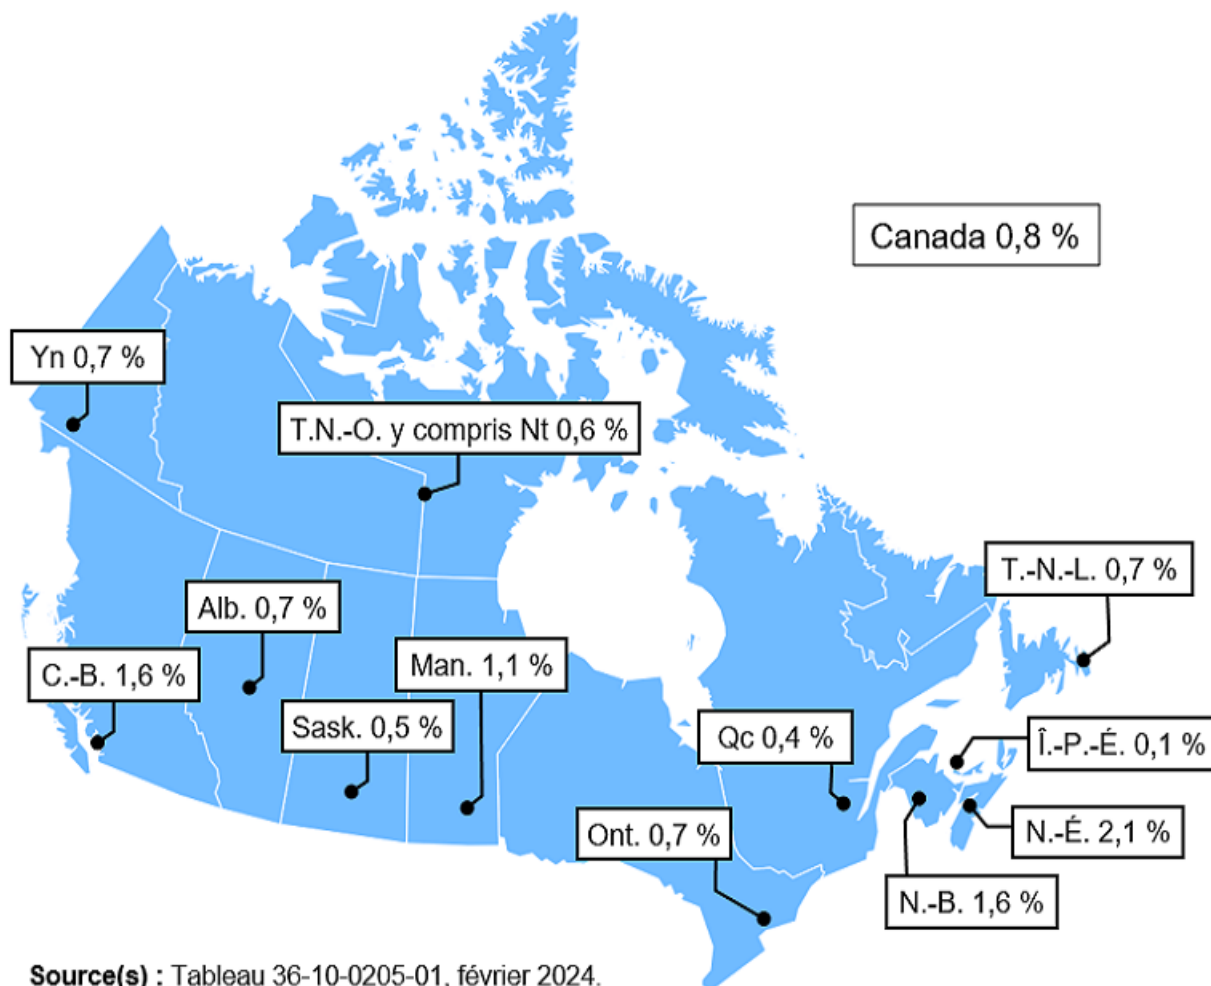 Canada 0,8 %
Yn 0,7 %
T.N.-O. y compris Nt 0,6 %
T.-N.-L. 0,7 %
Alb. 0,7 %
C.-B. 1,6 %
Man. 1,1 %
Sask. 0,5 %
Qc 0,4 %
Î.-P.-É. 0,1 %
Ont. 0,7 %
N.-É. 2,1 %
N.-B. 1,6 %
Source(s) : Tableau 36-10-0205-01, février 2024.